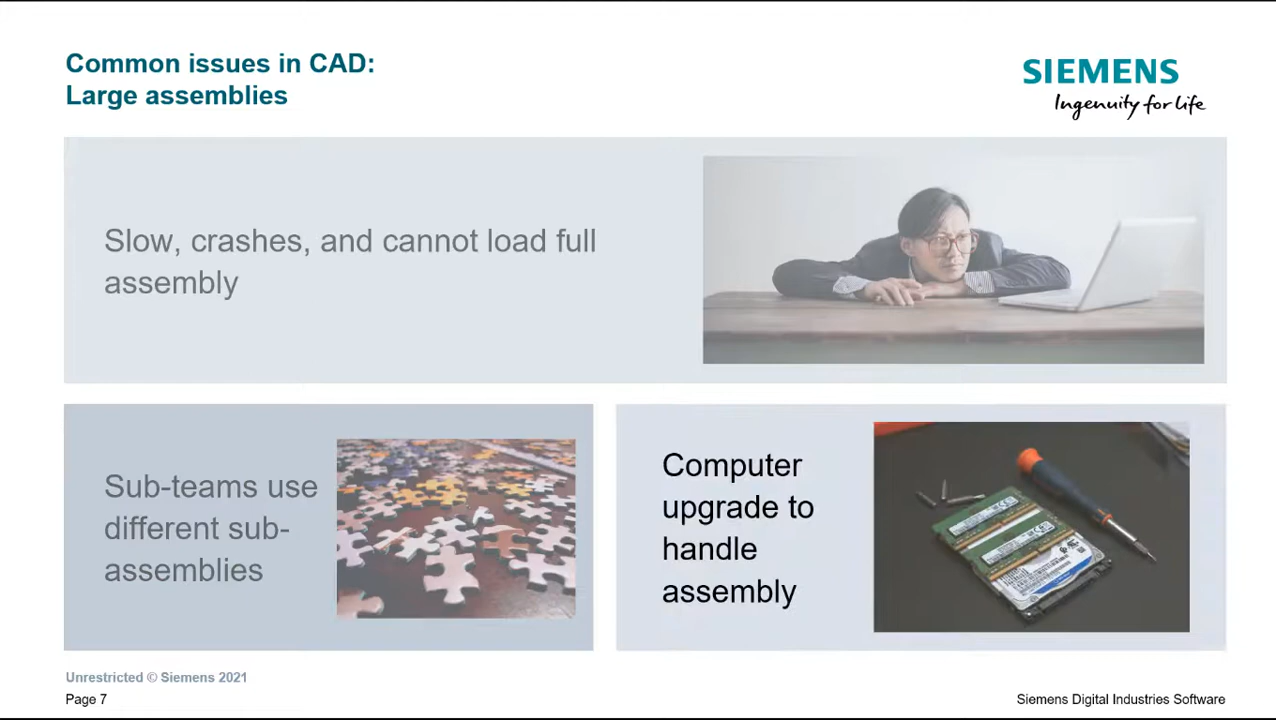 Common issues in CAD:
Large assemblies
SIEMENS
Ingenuity for life
Slow, crashes, and cannot load full
assembly
Sub-teams use
different sub-
assemblies
Computer
upgrade to
handle
assembly
Unrestricted © Siemens 2021
Page 7
Siemens Digital Industries Software